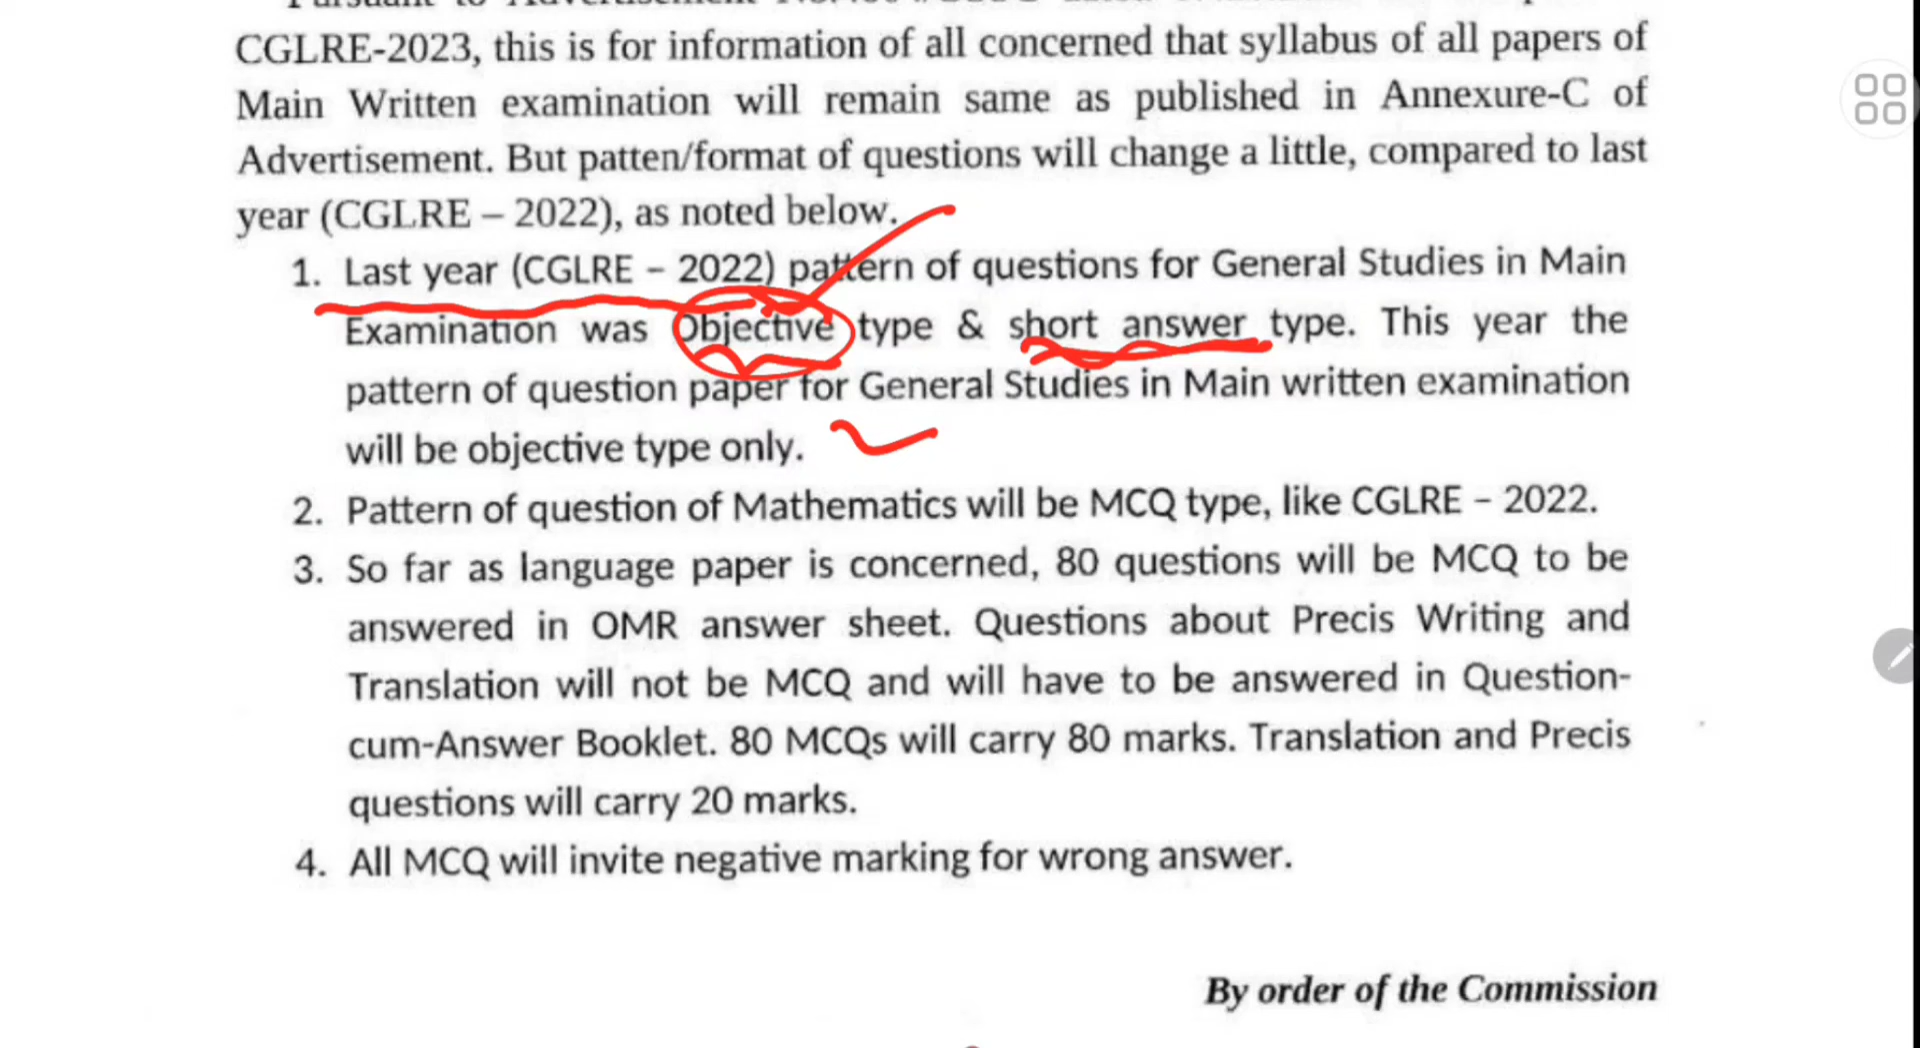 CGLRE-2023, this is for information of all concerned that syllabus of all papers of
Main Written examination will remain same as published in Annexure-C of
Advertisement. But patten/format of questions will change a little, compared to last
year (CGLRE – 2022), as noted below.
1. Last year (CGLRE – 2022) pattern of questions for General Studies in Main
Examination was Objective type & short answer type. This year the
pattern of question paper for General Studies in Main written examination
will be objective type only.
2. Pattern of question of Mathematics will be MCQ type, like CGLRE – 2022.
3. So far as language paper is concerned, 80 questions will be MCQ to be
answered in OMR answer sheet. Questions about Precis Writing and
Translation will not be MCQ and will have to be answered in Question-
cum-Answer Booklet. 80 MCQs will carry 80 marks. Translation and Precis
questions will carry 20 marks.
4. All MCQ will invite negative marking for wrong answer.
By order of the Commission